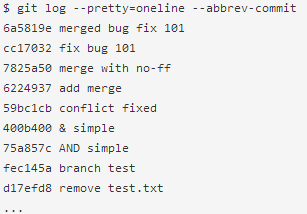 $ git log --pretty=oneline --abbrev-commit
6a5819e merged bug fix 101
cc17032 fix bug 101
7825a50 merge with no-ff
6224937 add merge
59bc1cb conflict fixed
400b400 & simple
75a857c AND simple
fec145a branch test
d17efd8 remove test.txt
...